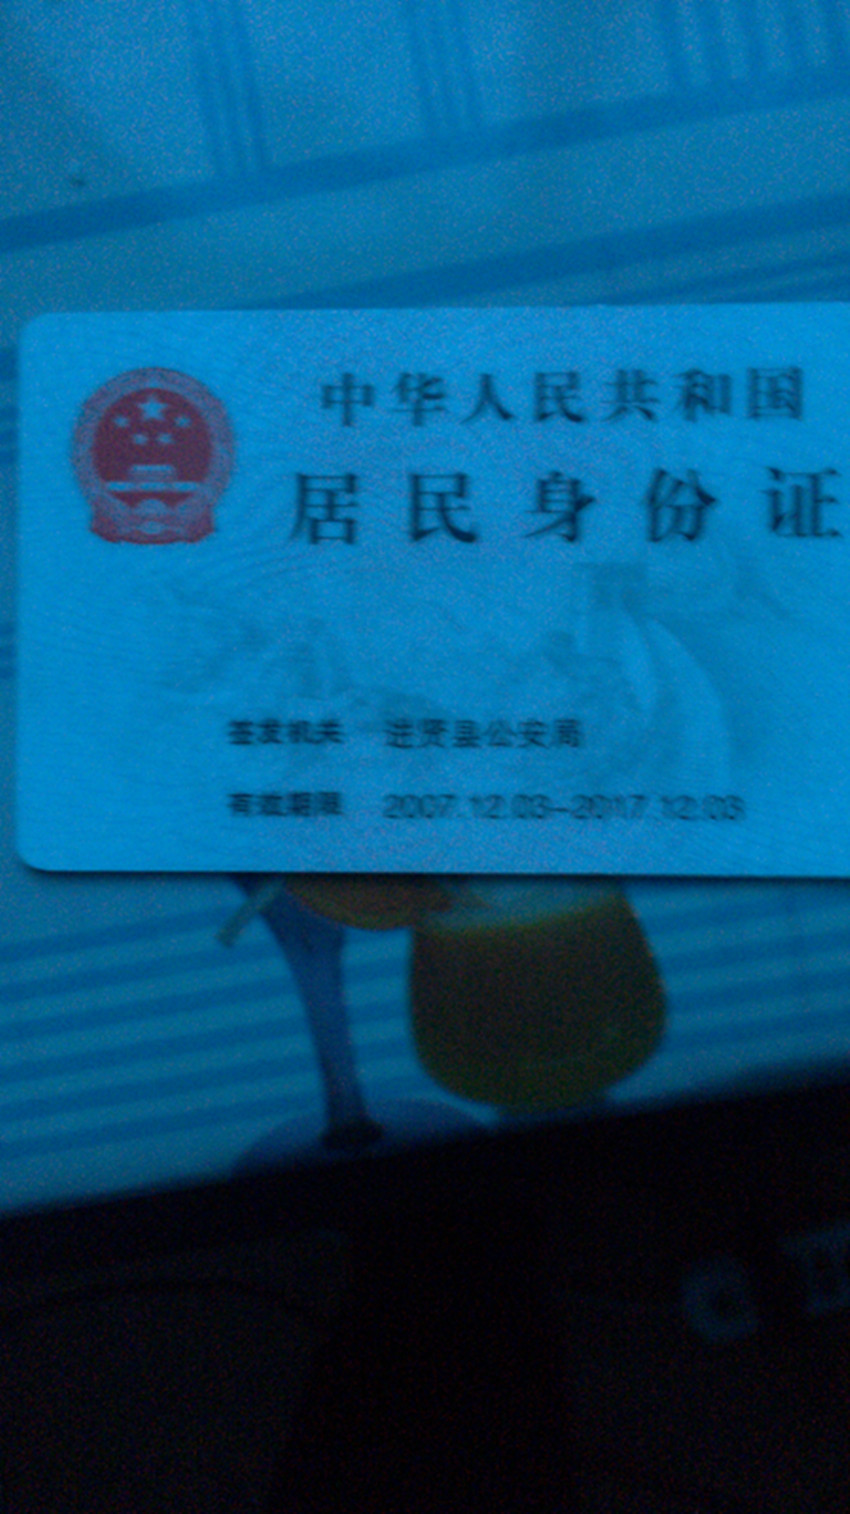 中华人民共和国
居民身份证
签发机关 进贤县公安局
有效期限 2007.12.03-2017.12.03